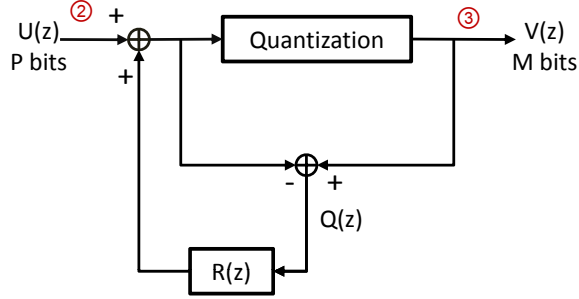 ② + ③
U(z) Quantization V(z)
P bits + M bits
- +
Q(z)
R(z)